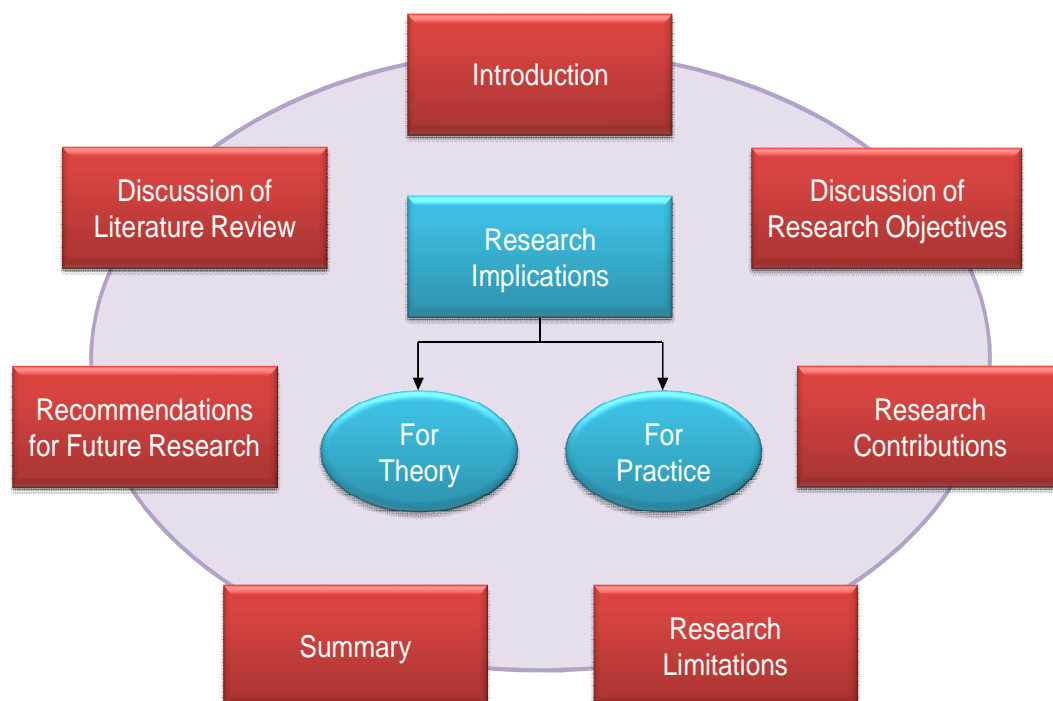 Introduction
Discussion of
Literature Review
Discussion of
Research Objectives
Research
Implications
Recommendations
for Future Research
For
Theory
For
Practice
Research
Contributions
Summary
Research
Limitations